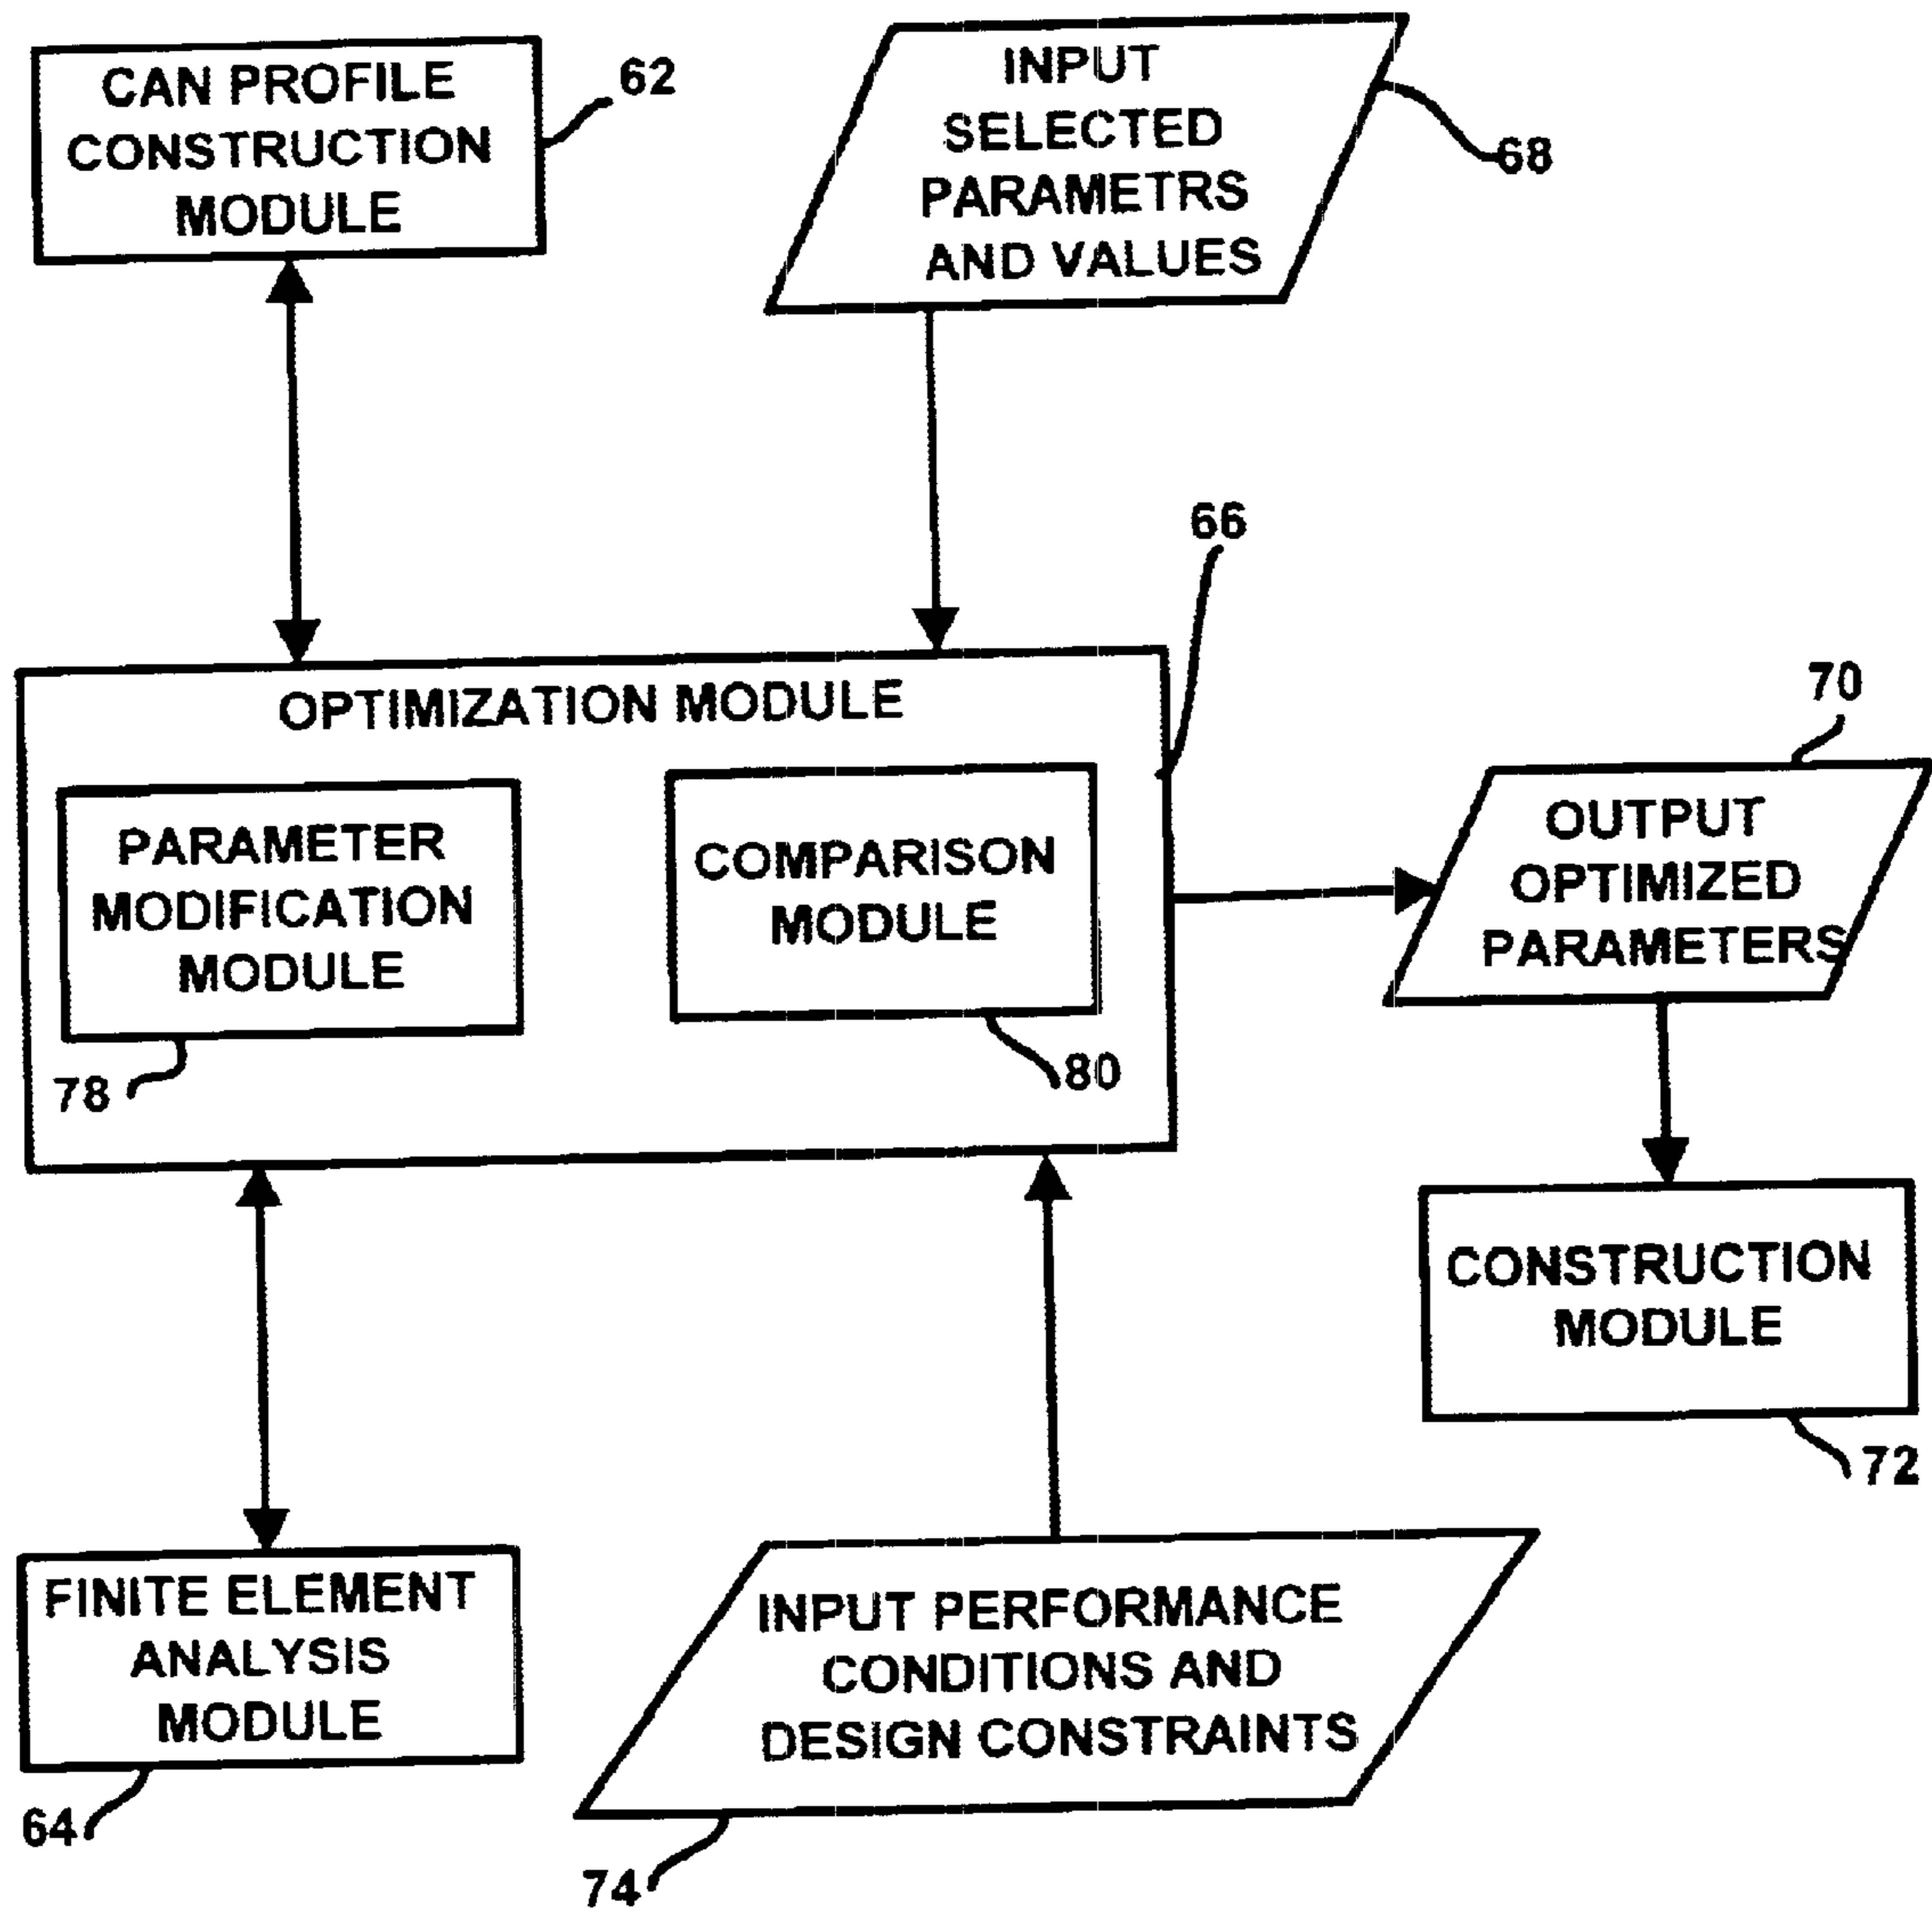 CAN PROFILE
CONSTRUCTION
MODULE
62
INPUT
SELECTED
PARAMETRS
AND VALUES
68
66
OPTIMIZATION MODULE
PARAMETER
MODIFICATION
MODULE
78
COMPARISON
MODULE
80
70
OUTPUT
OPTIMIZED
PARAMETERS
CONSTRUCTION
MODULE
72
FINITE ELEMENT
ANALYSIS
MODULE
64
INPUT PERFORMANCE
CONDITIONS AND
DESIGN CONSTRAINTS
74